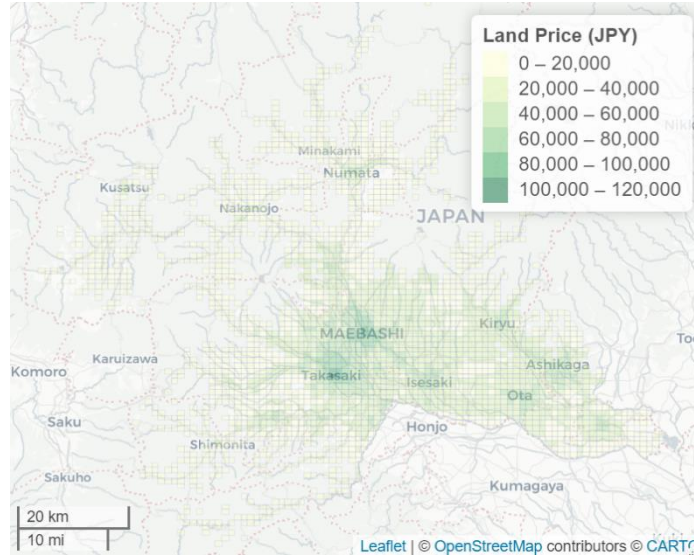 Land Price (JPY)
0 – 20,000
20,000 – 40,000
40,000 – 60,000
60,000 – 80,000
80,000 – 100,000
100,000 – 120,000
Minakami
Numata
Kusatsu
Nakanojo
JAPAN
MAEBASHI
Kiryu
Karuizawa
Komoro
Takasaki
Isesaki
Ashikaga
Ota
Saku
Shimonita
Honjo
Sakuho
Kumagaya
20 km
10 mi
Leaflet | © OpenStreetMap contributors © CARTO